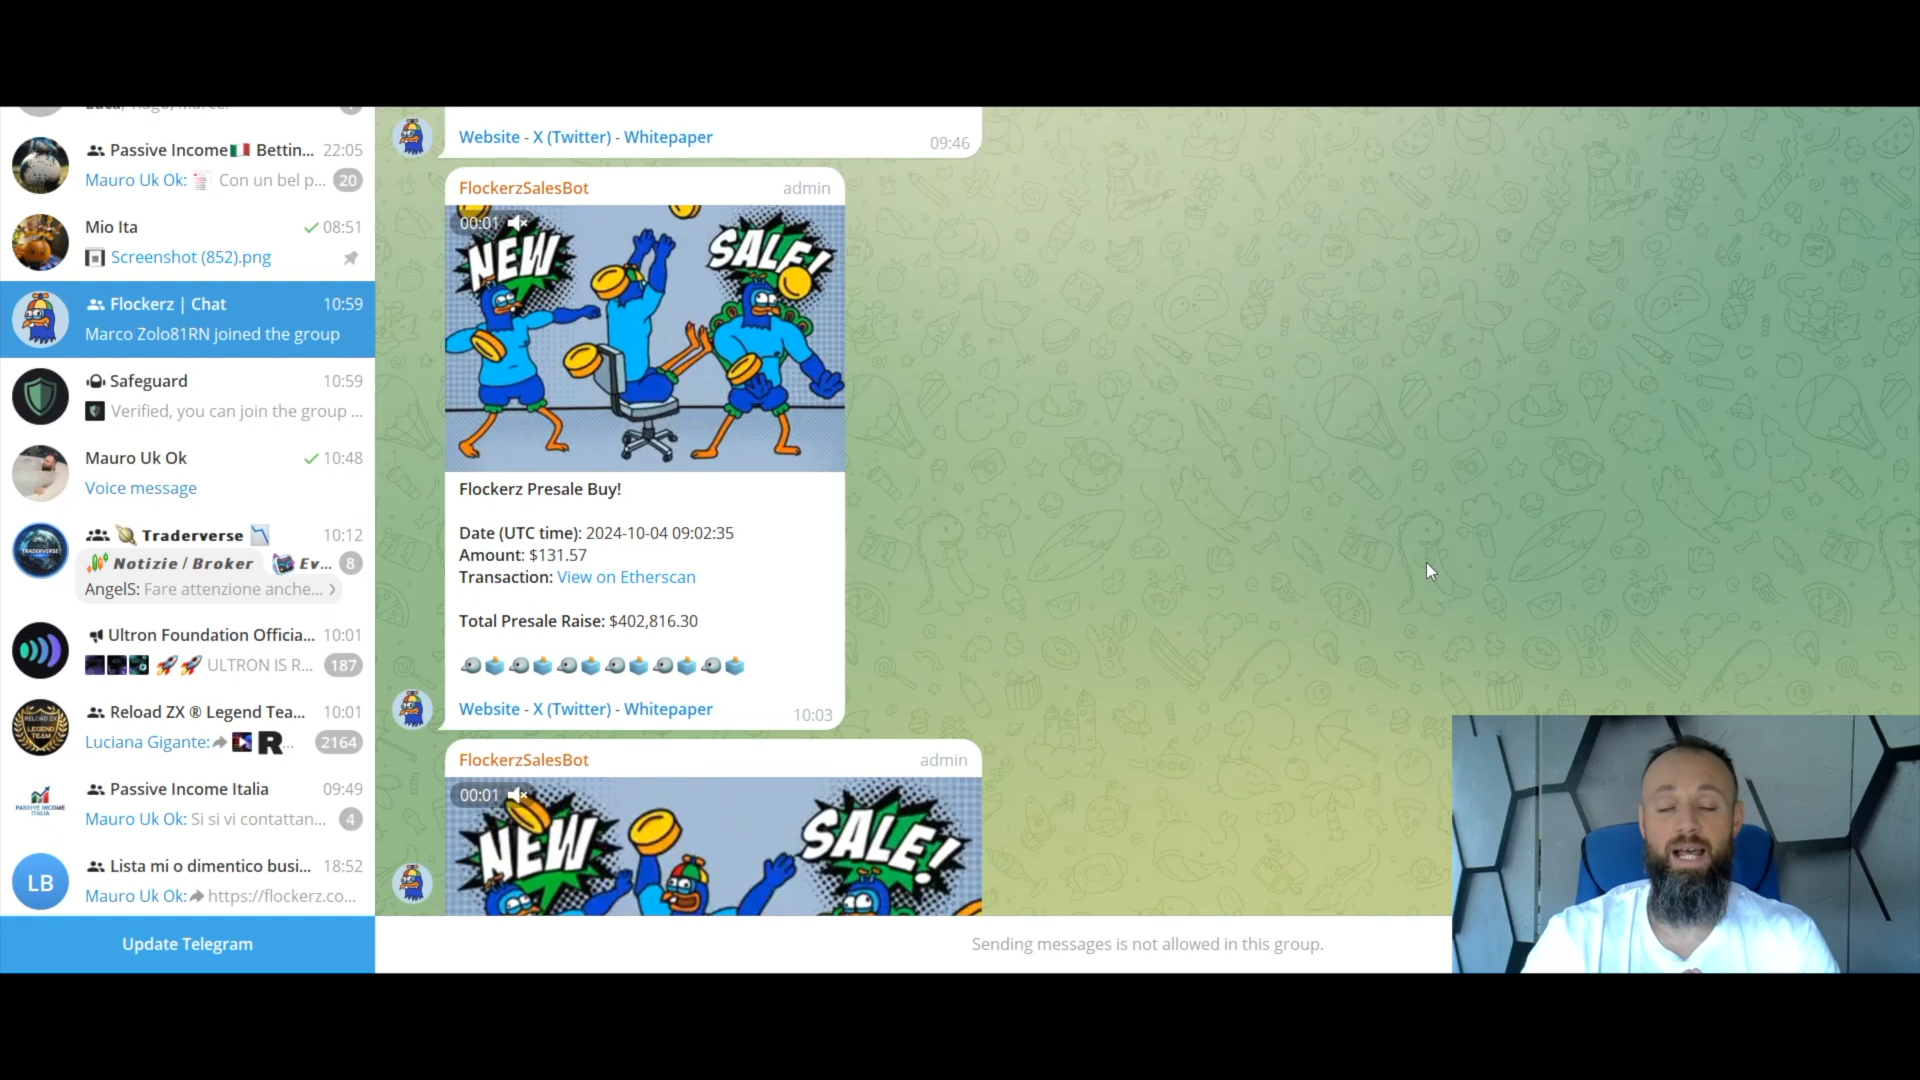 Passive Income🇮🇹 Bettin... 22:05
Mauro Uk Ok: Con un bel p... 20
Mio Ita 08:51
Screenshot (852).png
Flockerz | Chat 10:59
Marco Zolo81RN joined the group
Safeguard 10:59
Verified, you can join the group ...
Mauro Uk Ok 10:48
Voice message
🪐 Traderverse 📉 10:12
Notizie / Broker Ev... 8
AngelS: Fare attenzione anche...
Ultron Foundation Officia... 10:01
🚀🚀 ULTRON IS R... 187
Reload ZX ® Legend Tea... 10:01
Luciana Gigante: R... 2164
Passive Income Italia 09:49
Mauro Uk Ok: Si si vi contattan... 4
LB
Lista mi o dimentico busi... 18:52
Mauro Uk Ok: https://flockerz.co...
Update Telegram
Website - X (Twitter) - Whitepaper 09:46
FlockerzSalesBot admin
00:01
NEW SALE!
Flockerz Presale Buy!
Date (UTC time): 2024-10-04 09:02:35
Amount: $131.57
Transaction: View on Etherscan
Total Presale Raise: $402,816.30
Website - X (Twitter) - Whitepaper 10:03
FlockerzSalesBot admin
00:01
NEW SALE!
Sending messages is not allowed in this group.